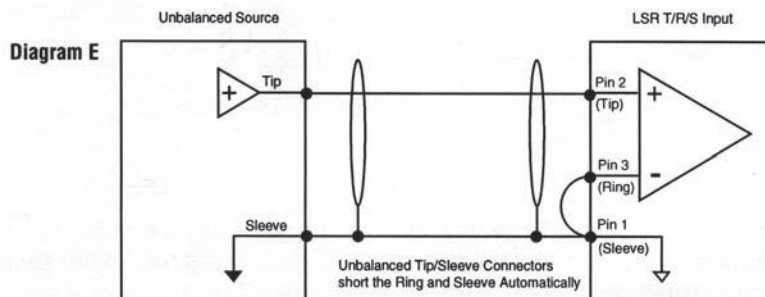 Unbalanced Source
LSR T/R/S Input
Diagram E
Tip
+
Pin 2
(Tip)
+
Pin 3
(Ring)
-
Sleeve
Pin 1
(Sleeve)
Unbalanced Tip/Sleeve Connectors
short the Ring and Sleeve Automatically